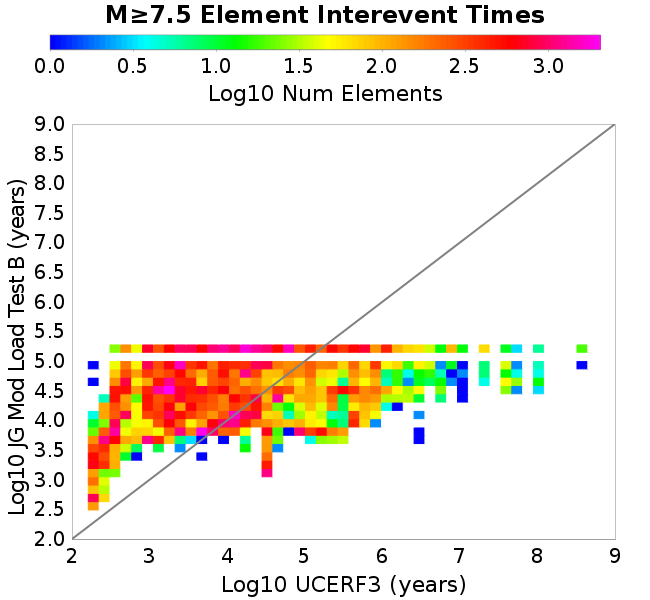 M≥7.5 Element Interevent Times
0.0 0.5 1.0 1.5 2.0 2.5 3.0
Log10 Num Elements
Log10 JG Mod Load Test B (years)
9.0
8.5
8.0
7.5
7.0
6.5
6.0
5.5
5.0
4.5
4.0
3.5
3.0
2.5
2.0
2 3 4 5 6 7 8 9
Log10 UCERF3 (years)